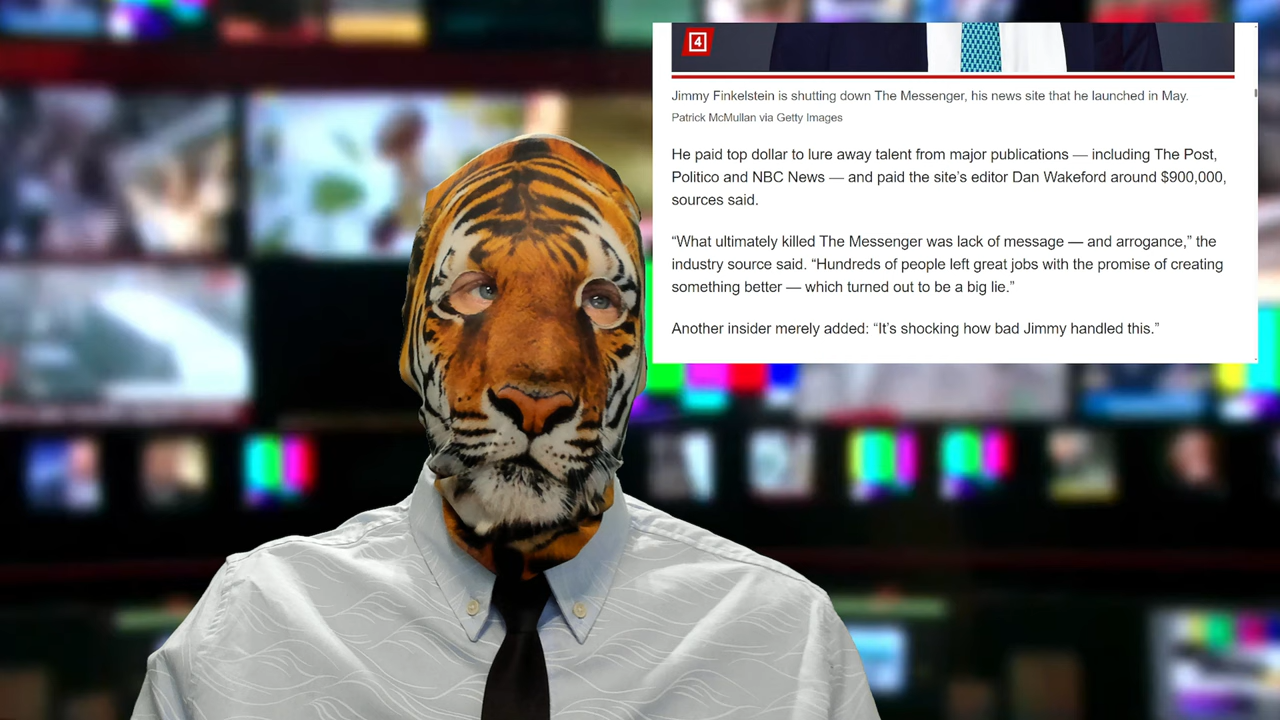 4
Jimmy Finkelstein is shutting down The Messenger, his news site that he launched in May.
Patrick McMullan via Getty Images
He paid top dollar to lure away talent from major publications — including The Post,
Politico and NBC News — and paid the site's editor Dan Wakeford around $900,000,
sources said.
“What ultimately killed The Messenger was lack of message — and arrogance,” the
industry source said. “Hundreds of people left great jobs with the promise of creating
something better — which turned out to be a big lie.”
Another insider merely added: “It's shocking how bad Jimmy handled this.”